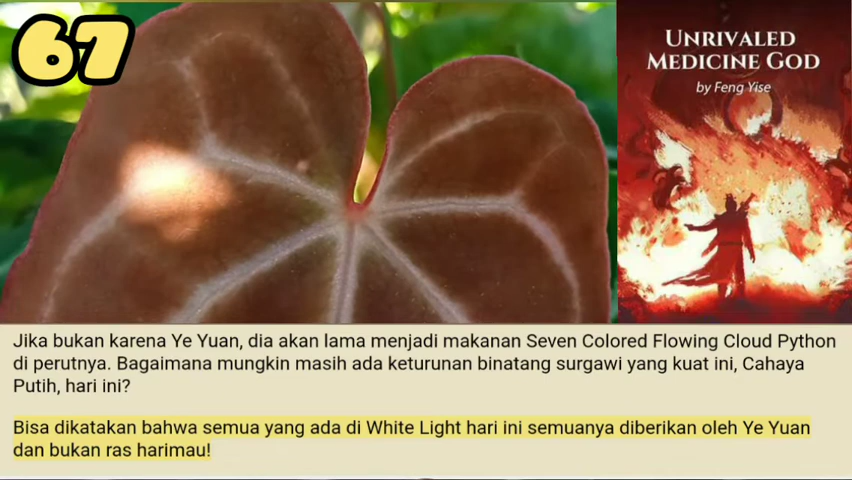 67
UNRIVALED
MEDICINE GOD
by Feng Yise
Jika bukan karena Ye Yuan, dia akan lama menjadi makanan Seven Colored Flowing Cloud Python
di perutnya. Bagaimana mungkin masih ada keturunan binatang surgawi yang kuat ini, Cahaya
Putih, hari ini?
Bisa dikatakan bahwa semua yang ada di White Light hari ini semuanya diberikan oleh Ye Yuan
dan bukan ras harimau!